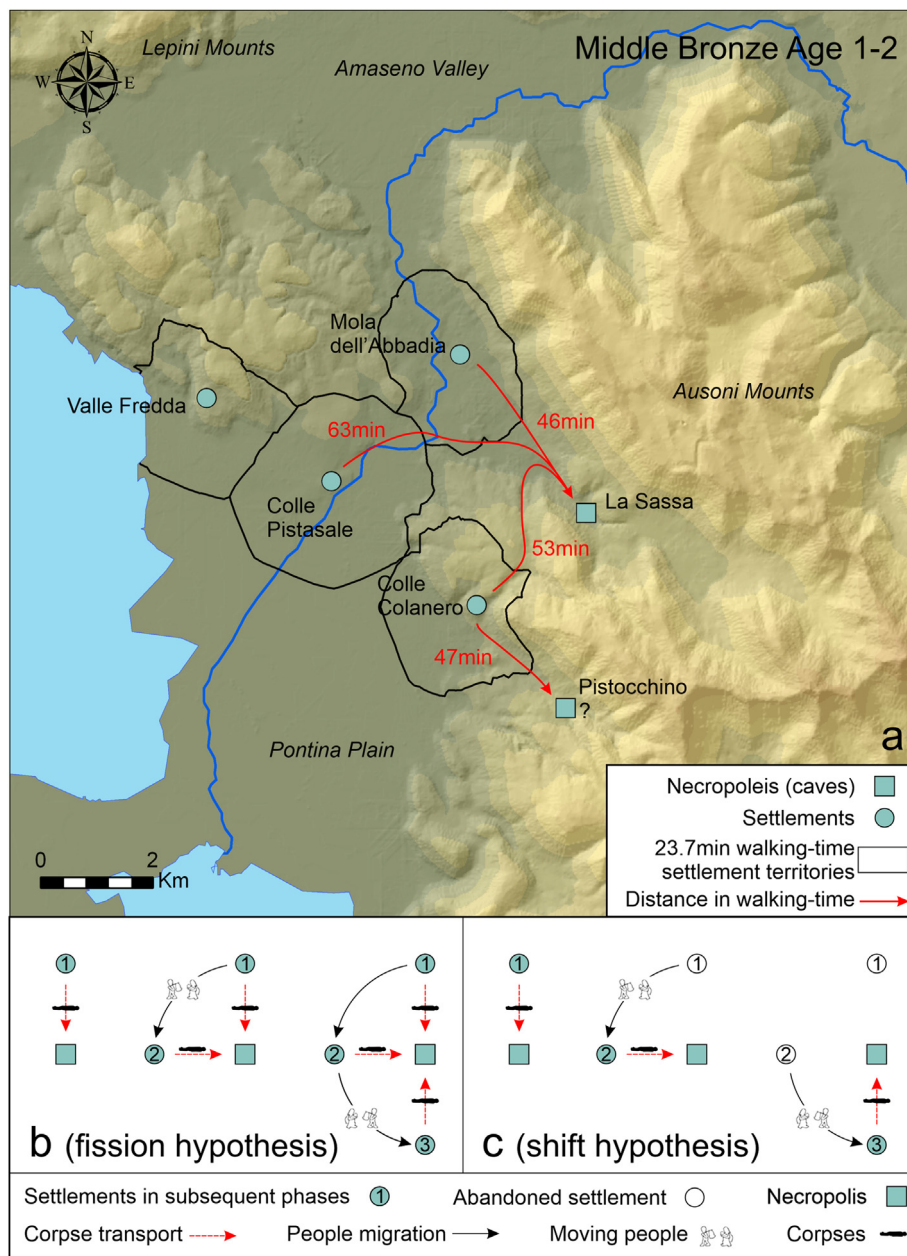 Lepini Mounts
Amaseno Valley
Middle Bronze Age 1-2
N
W E
S
Mola
dell'Abbadia
Valle Fredda
Ausoni Mounts
63min
46min
Colle
Pistasale
La Sassa
53min
Colle
Colanero
47min
Pistocchino
?
Pontina Plain
a
Necropoleis (caves)
Settlements
23.7min walking-time
settlement territories
Distance in walking-time
0 2
Km
1 1 1
2 2
3
b (fission hypothesis)
1 1 1
2 2
3
c (shift hypothesis)
Settlements in subsequent phases 1 Abandoned settlement Necropolis
Corpse transport People migration Moving people Corpses